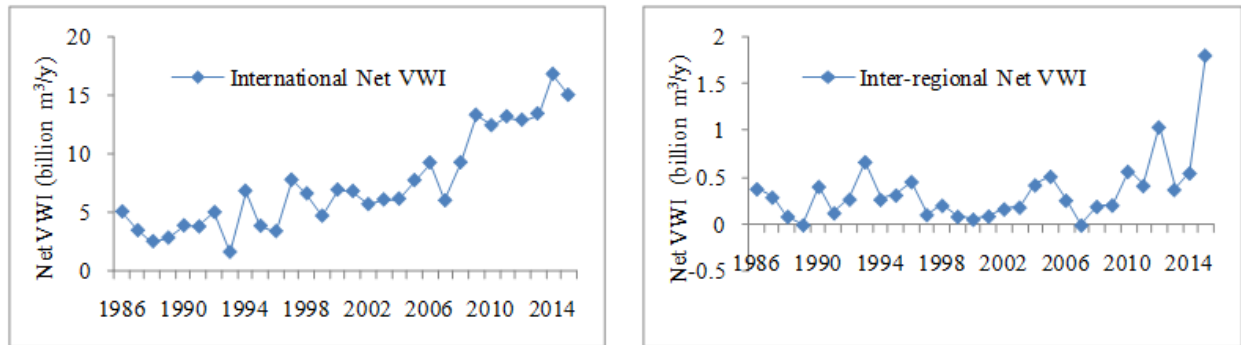 Net VWI (billion m³/y)
20
15
10
5
0
International Net VWI
1986 1990 1994 1998 2002 2006 2010 2014
Net VWI (billion m³/y)
2
1.5
1
0.5
0
-0.5
Inter-regional Net VWI
1986 1990 1994 1998 2002 2006 2010 2014